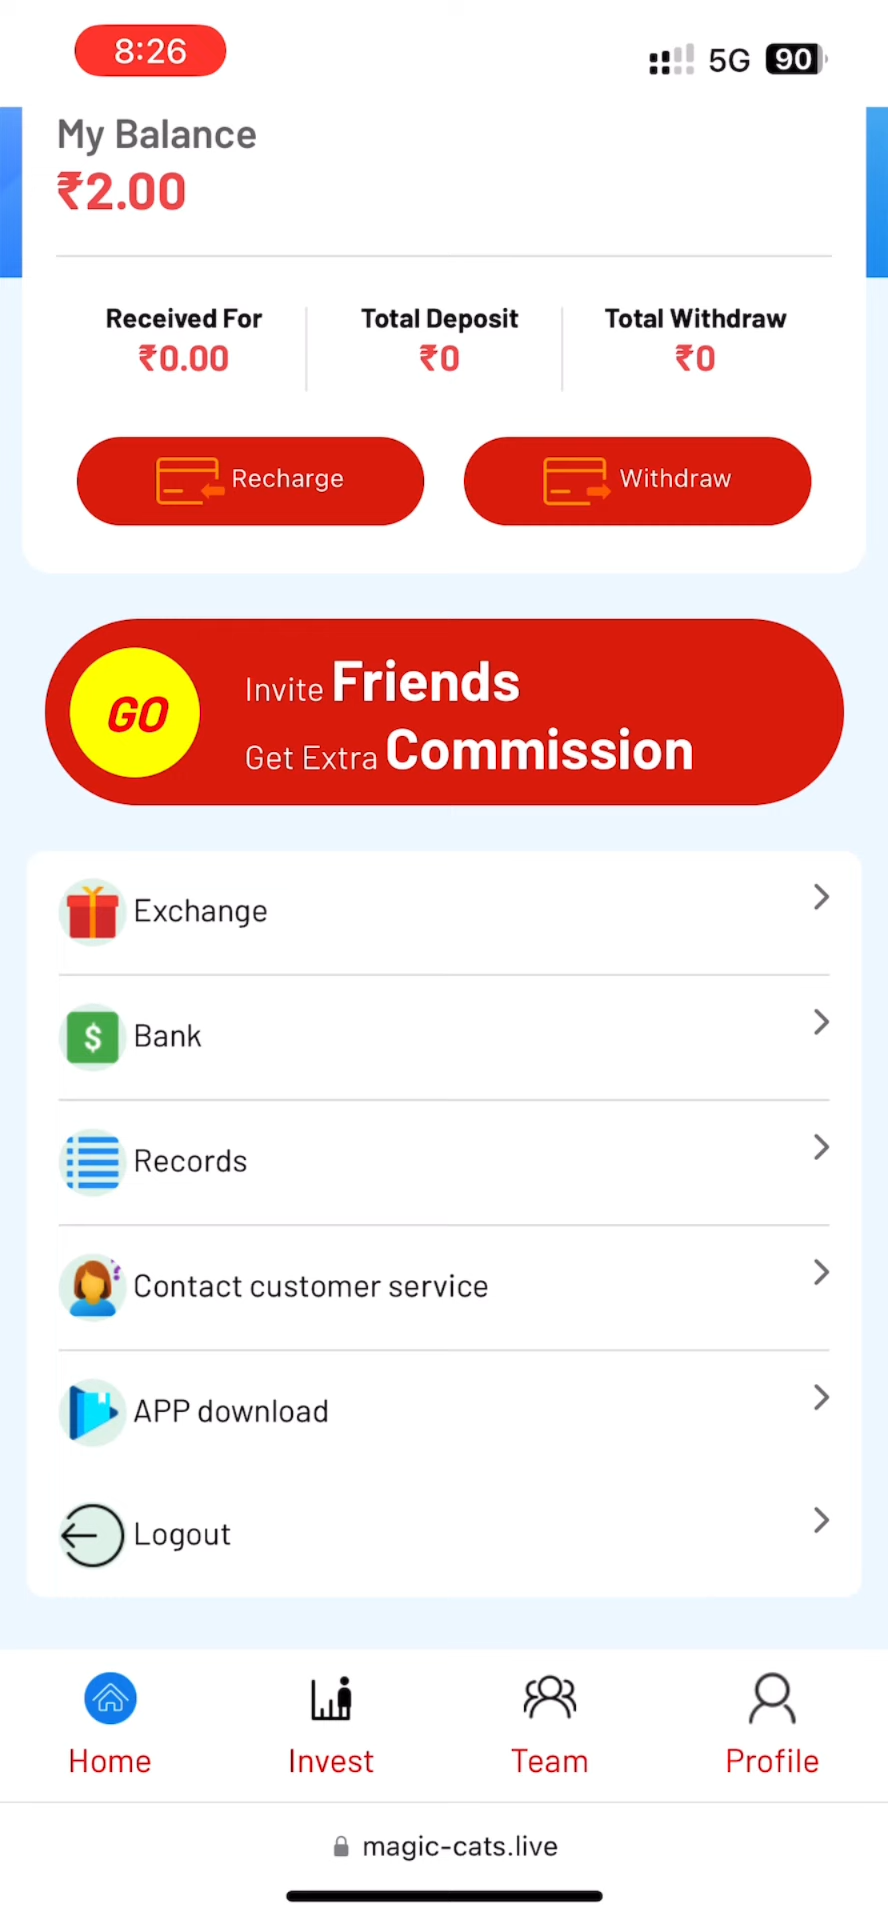 8:26
5G 90
My Balance
₹2.00
Received For
₹0.00
Total Deposit
₹0
Total Withdraw
₹0
Recharge
Withdraw
GO
Invite Friends
Get Extra Commission
Exchange
$
Bank
Records
Contact customer service
APP download
Logout
Home
Invest
Team
Profile
magic-cats.live